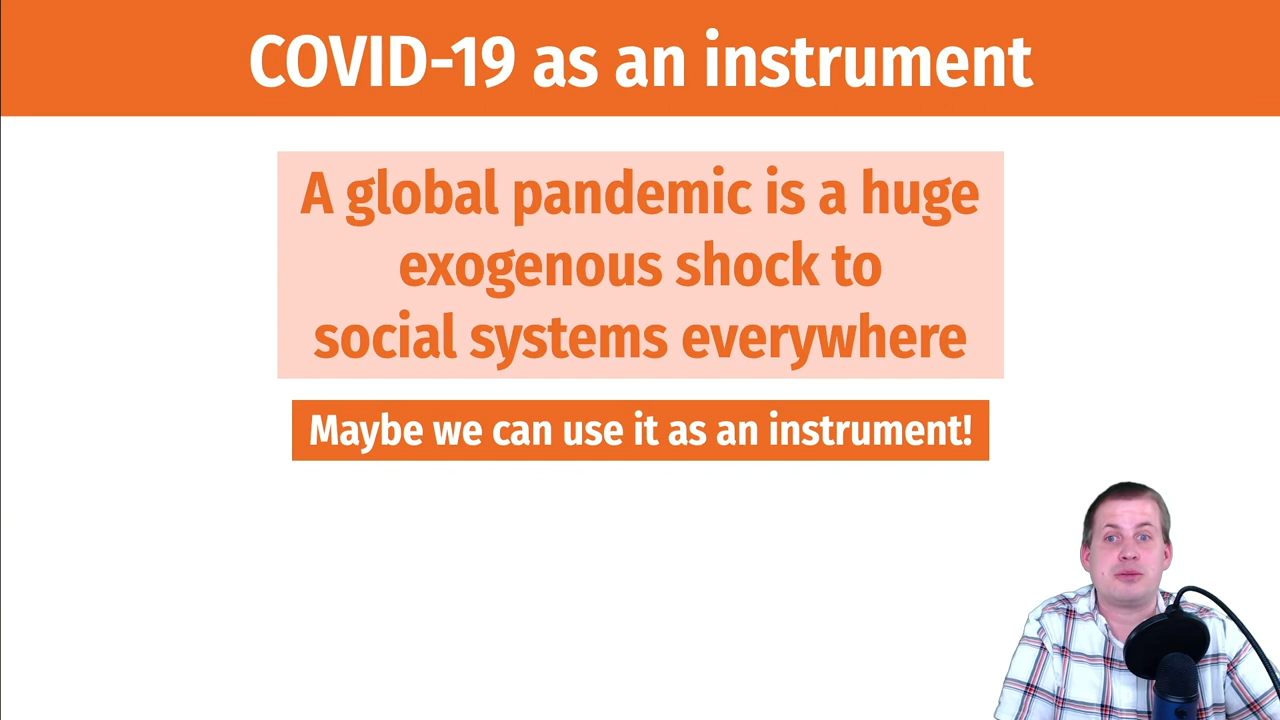 COVID-19 as an instrument
A global pandemic is a huge
exogenous shock to
social systems everywhere
Maybe we can use it as an instrument!